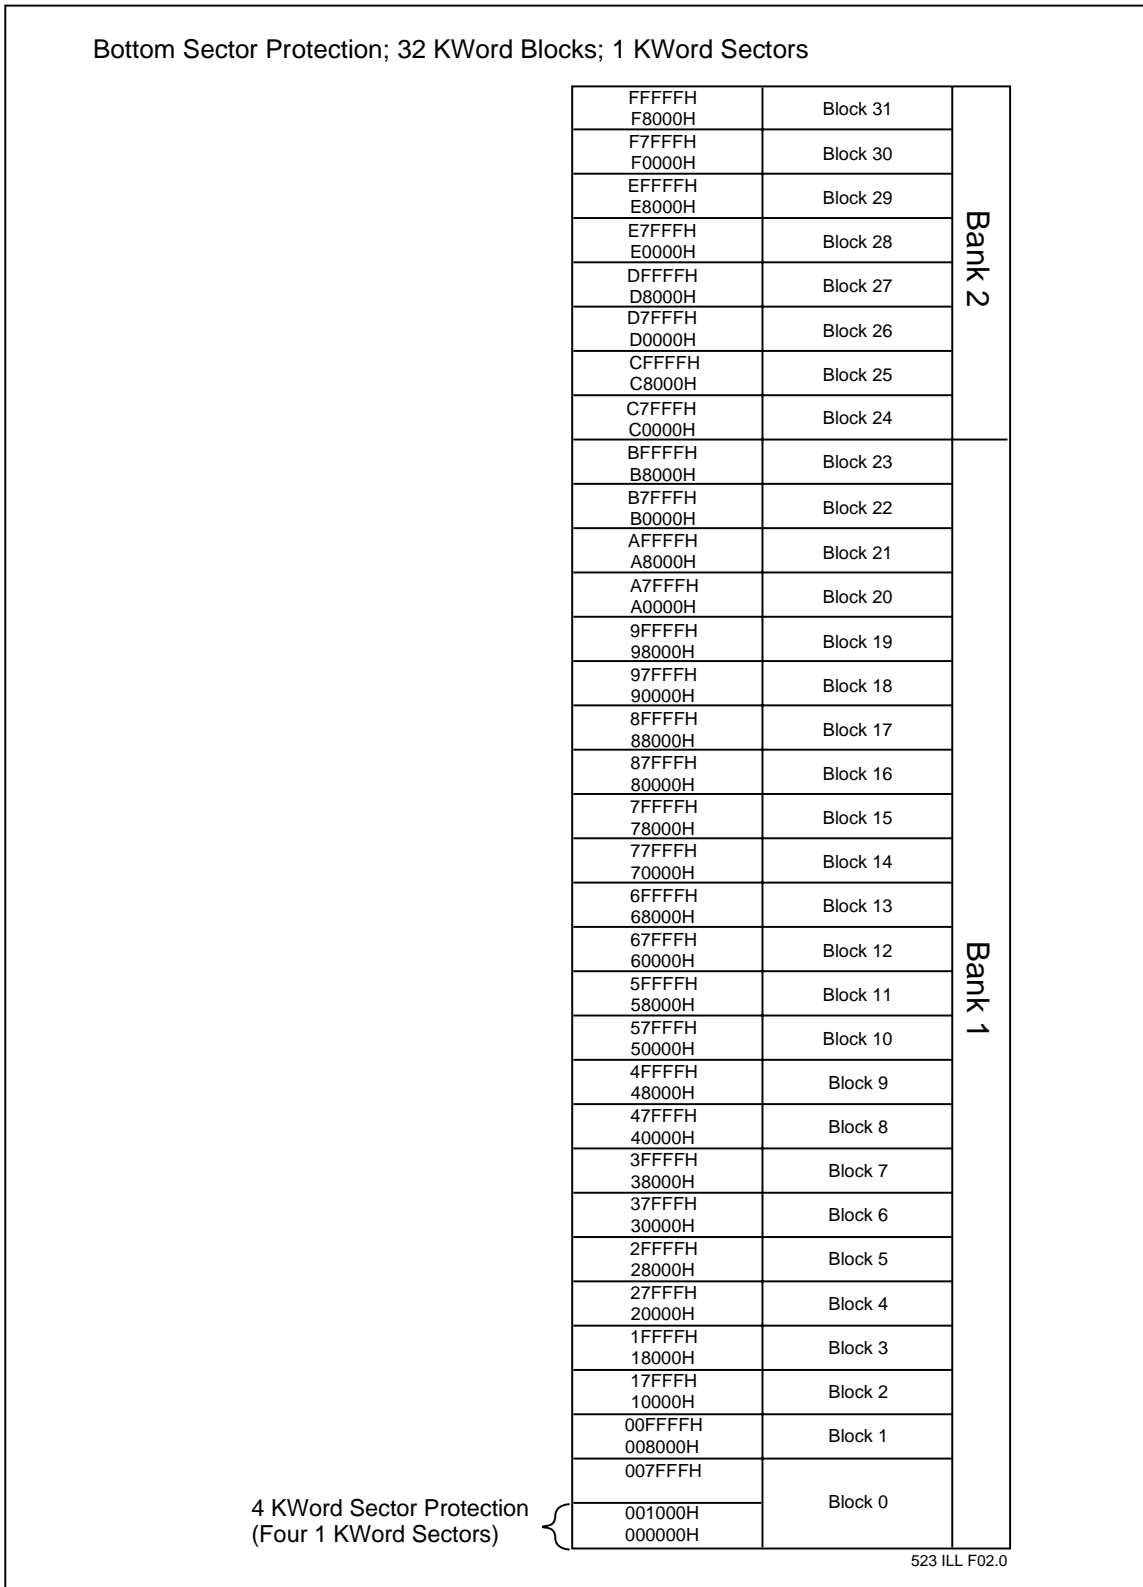 Bottom Sector Protection; 32 KWord Blocks; 1 KWord Sectors
FFFFFH
F8000H
Block 31
F7FFFH
F0000H
Block 30
EFFFFH
E8000H
Block 29
E7FFFH
E0000H
Block 28
DFFFFH
D8000H
Block 27
D7FFFH
D0000H
Block 26
CFFFFH
C8000H
Block 25
C7FFFH
C0000H
Block 24
Bank 2
BFFFFH
B8000H
Block 23
B7FFFH
B0000H
Block 22
AFFFFH
A8000H
Block 21
A7FFFH
A0000H
Block 20
9FFFFH
98000H
Block 19
97FFFH
90000H
Block 18
8FFFFH
88000H
Block 17
87FFFH
80000H
Block 16
7FFFFH
78000H
Block 15
77FFFH
70000H
Block 14
6FFFFH
68000H
Block 13
67FFFH
60000H
Block 12
5FFFFH
58000H
Block 11
57FFFH
50000H
Block 10
4FFFFH
48000H
Block 9
47FFFH
40000H
Block 8
3FFFFH
38000H
Block 7
37FFFH
30000H
Block 6
2FFFFH
28000H
Block 5
27FFFH
20000H
Block 4
1FFFFH
18000H
Block 3
17FFFH
10000H
Block 2
00FFFFH
008000H
Block 1
007FFFH
001000H
000000H
Block 0
Bank 1
4 KWord Sector Protection
(Four 1 KWord Sectors)
523 ILL F02.0